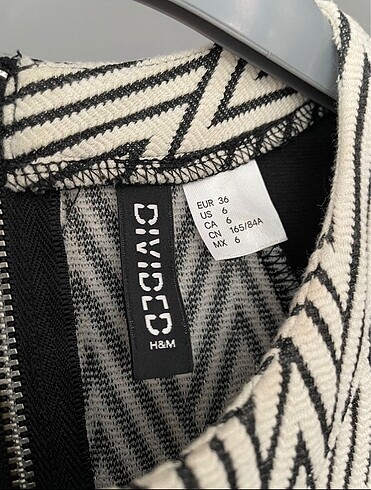 DIVIDED
H&M
EUR 36
US 6
CA 6
CN 165/84A
MX 6